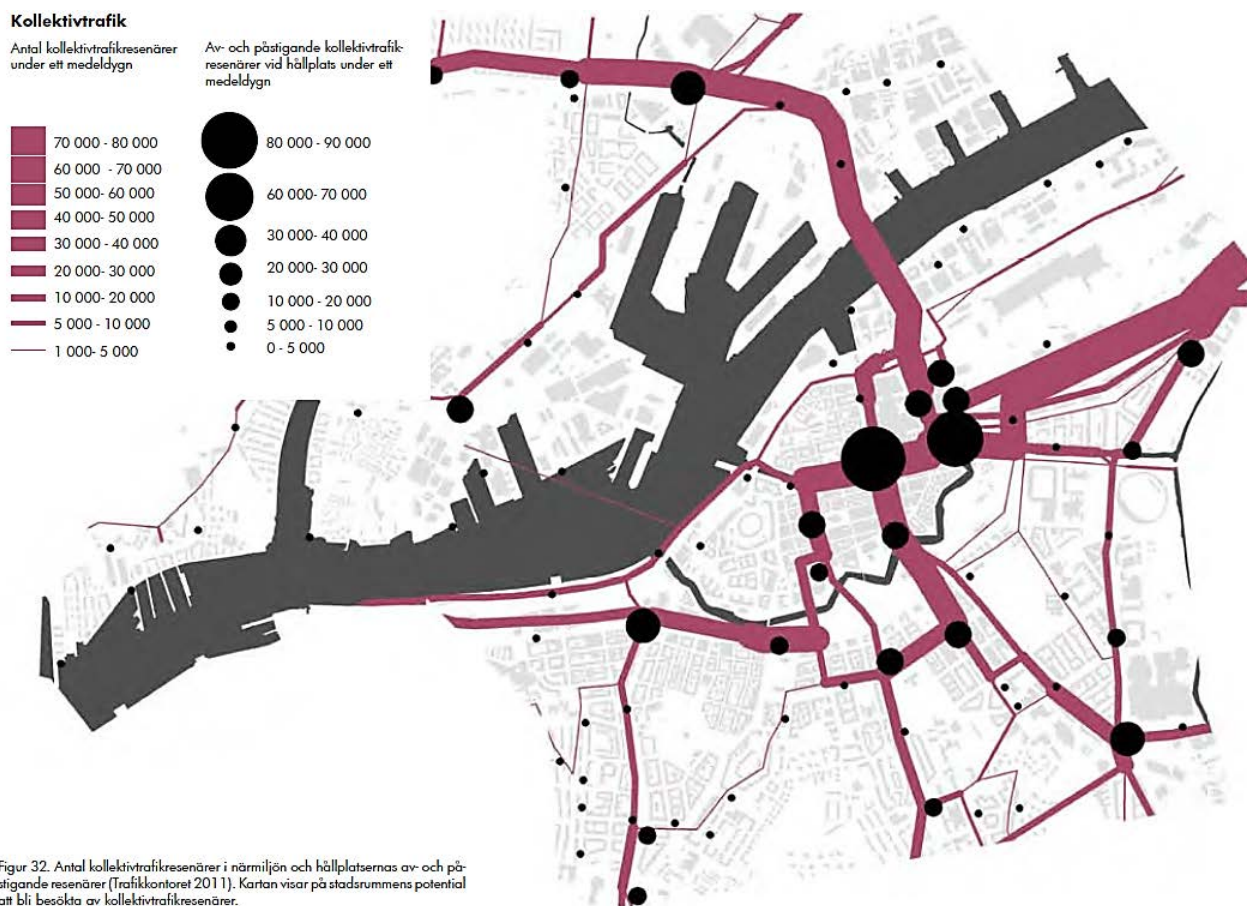 Kollektivtrafik
Antal kollektivtrafikresenärer
under ett medeldygn
70 000 - 80 000
60 000 - 70 000
50 000- 60 000
40 000- 50 000
30 000 - 40 000
20 000- 30 000
10 000- 20 000
5 000 - 10 000
1 000- 5 000
Av- och påstigande kollektivtrafik-
resenärer vid hållplats under ett
medeldygn
80 000 - 90 000
60 000- 70 000
30 000- 40 000
20 000- 30 000
10 000 - 20 000
5 000 - 10 000
0 - 5 000
Figur 32. Antal kollektivtrafikresenärer i närmiljön och hållplatsernas av- och på-
stigande resenärer (Trafikkontoret 2011). Kartan visar på stadsrummens potential
att bli besökta av kollektivtrafikresenärer.